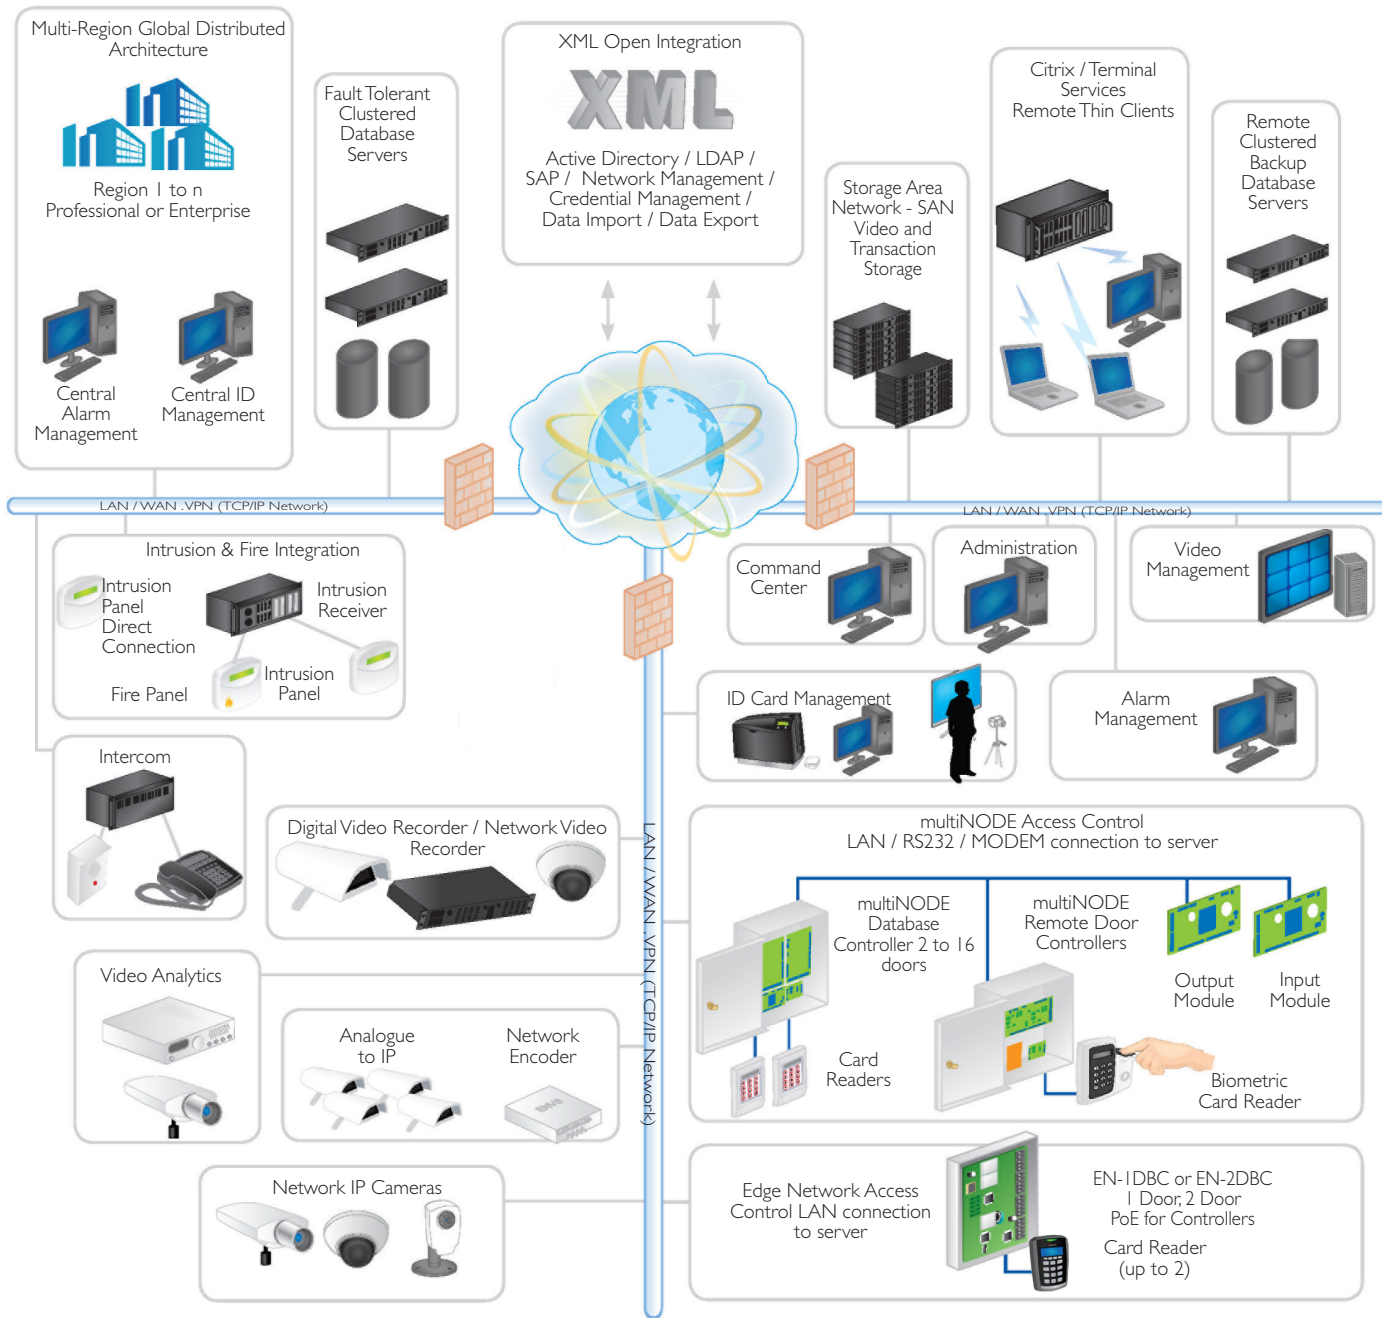 Multi-Region Global Distributed
Architecture
Region 1 to n
Professional or Enterprise
Central
Alarm
Management
Central ID
Management
Fault Tolerant
Clustered
Database
Servers
XML Open Integration
XML
Active Directory / LDAP /
SAP / Network Management /
Credential Management /
Data Import / Data Export
Storage Area
Network - SAN
Video and
Transaction
Storage
Citrix / Terminal
Services
Remote Thin Clients
Remote
Clustered
Backup
Database
Servers
LAN / WAN .VPN (TCP/IP Network)
LAN / WAN .VPN (TCP/IP Network)
Intrusion & Fire Integration
Intrusion
Panel
Direct
Connection
Intrusion
Receiver
Fire Panel
Intrusion
Panel
Command
Center
Administration
Video
Management
ID Card Management
Alarm
Management
Intercom
Digital Video Recorder / Network Video
Recorder
LAN / WAN .VPN (TCP/IP Network)
multiNODE Access Control
LAN / RS232 / MODEM connection to server
multiNODE
Database
Controller 2 to 16
doors
multiNODE
Remote Door
Controllers
Output
Module
Input
Module
Card
Readers
Biometric
Card Reader
Video Analytics
Analogue
to IP
Network
Encoder
Network IP Cameras
Edge Network Access
Control LAN connection
to server
EN-1DBC or EN-2DBC
1 Door, 2 Door
PoE for Controllers
Card Reader
(up to 2)